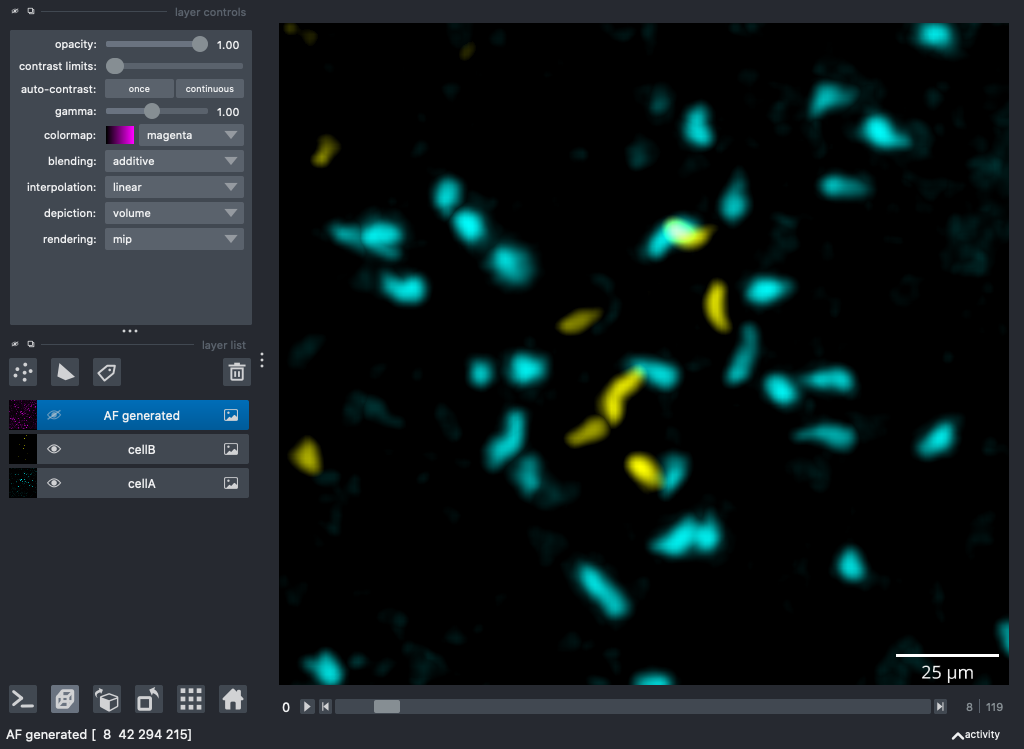 layer controls
opacity: 1.00
contrast limits:
auto-contrast: once continuous
gamma: 1.00
colormap: magenta
blending: additive
interpolation: linear
depiction: volume
rendering: mip
layer list
AF generated
cellB
cellA
25 μm
0 8 119
AF generated [ 8 42 294 215] activity